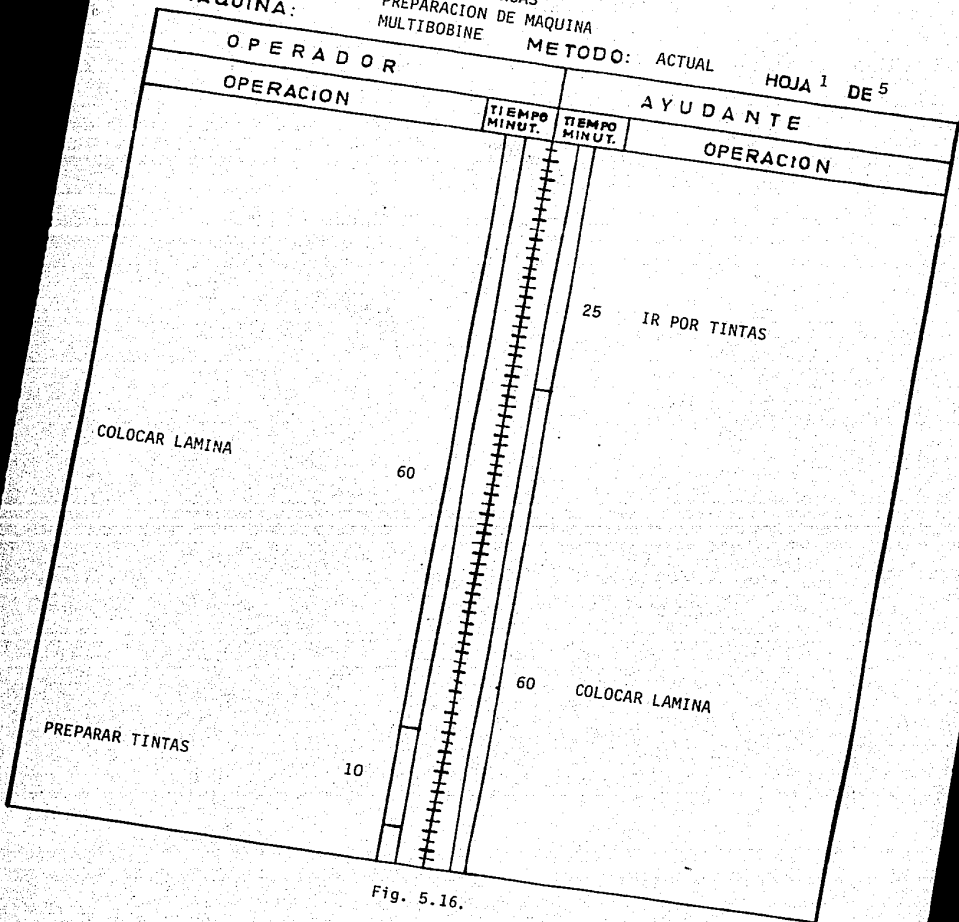 PREPARACION DE MAQUINA
MULTIBOBINE METODO: ACTUAL HOJA 1 DE 5
OPERADOR AYUDANTE
OPERACION TIEMPO MINUT. TIEMPO MINUT. OPERACION
25 IR POR TINTAS
COLOCAR LAMINA 60
60 COLOCAR LAMINA
PREPARAR TINTAS 10
Fig. 5.16.